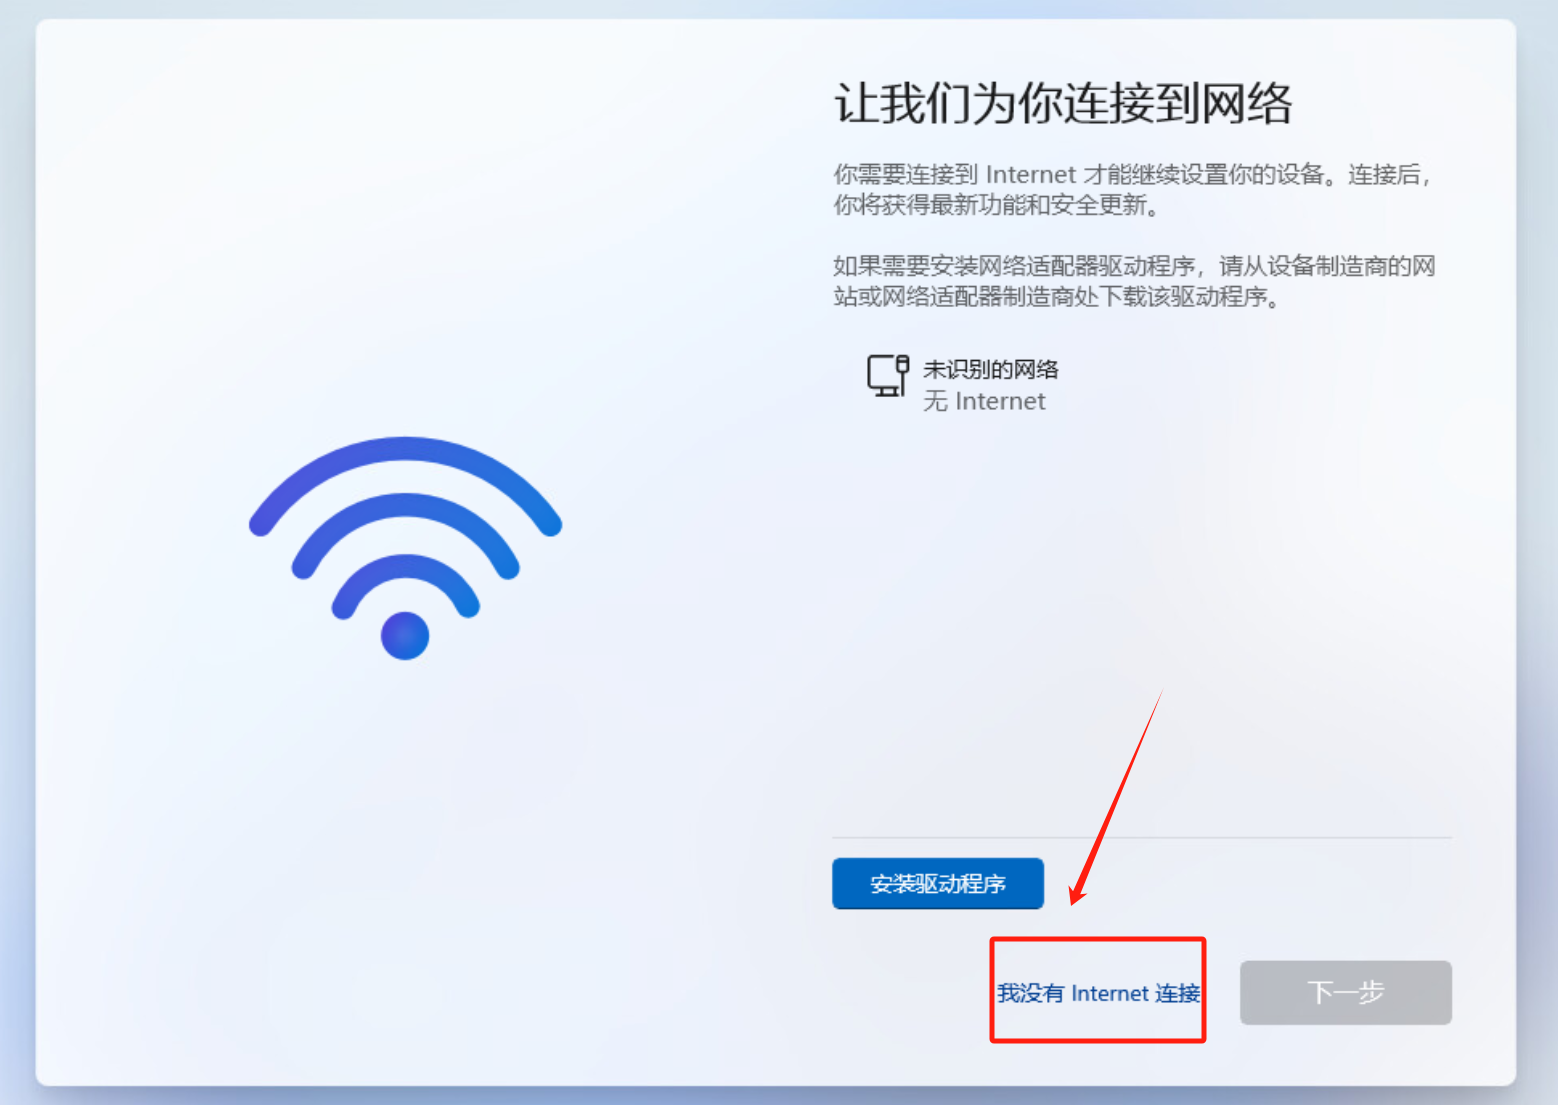 让我们为你连接到网络
你需要连接到 Internet 才能继续设置你的设备。连接后，
你将获得最新功能和安全更新。
如果需要安装网络适配器驱动程序，请从设备制造商的网
站或网络适配器制造商处下载该驱动程序。
未识别的网络
无 Internet
安装驱动程序
我没有 Internet 连接
下一步